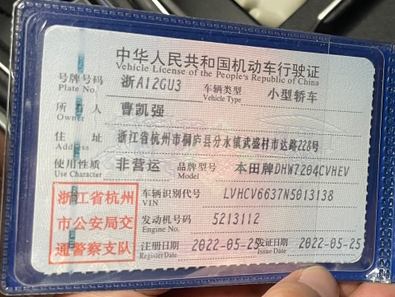 中华人民共和国机动车行驶证
Vehicle License of the People's Republic of China
号牌号码 浙A12GU3 车辆类型 小型轿车
Plate No. Vehicle Type
所有人 曹凯强
Owner
住址 浙江省杭州市桐庐县分水镇武盛村市达路228号
Address
使用性质 非营运 品牌型号 本田牌DHW7204CVHEV
Use Character Model
浙江省杭州 车辆识别代号 LVHCV6637N5013138
VIN
市公安局交 发动机号码 5213112
Engine No.
通警察支队 注册日期 2022-05-25 发证日期 2022-05-25
Register Date Issue Date